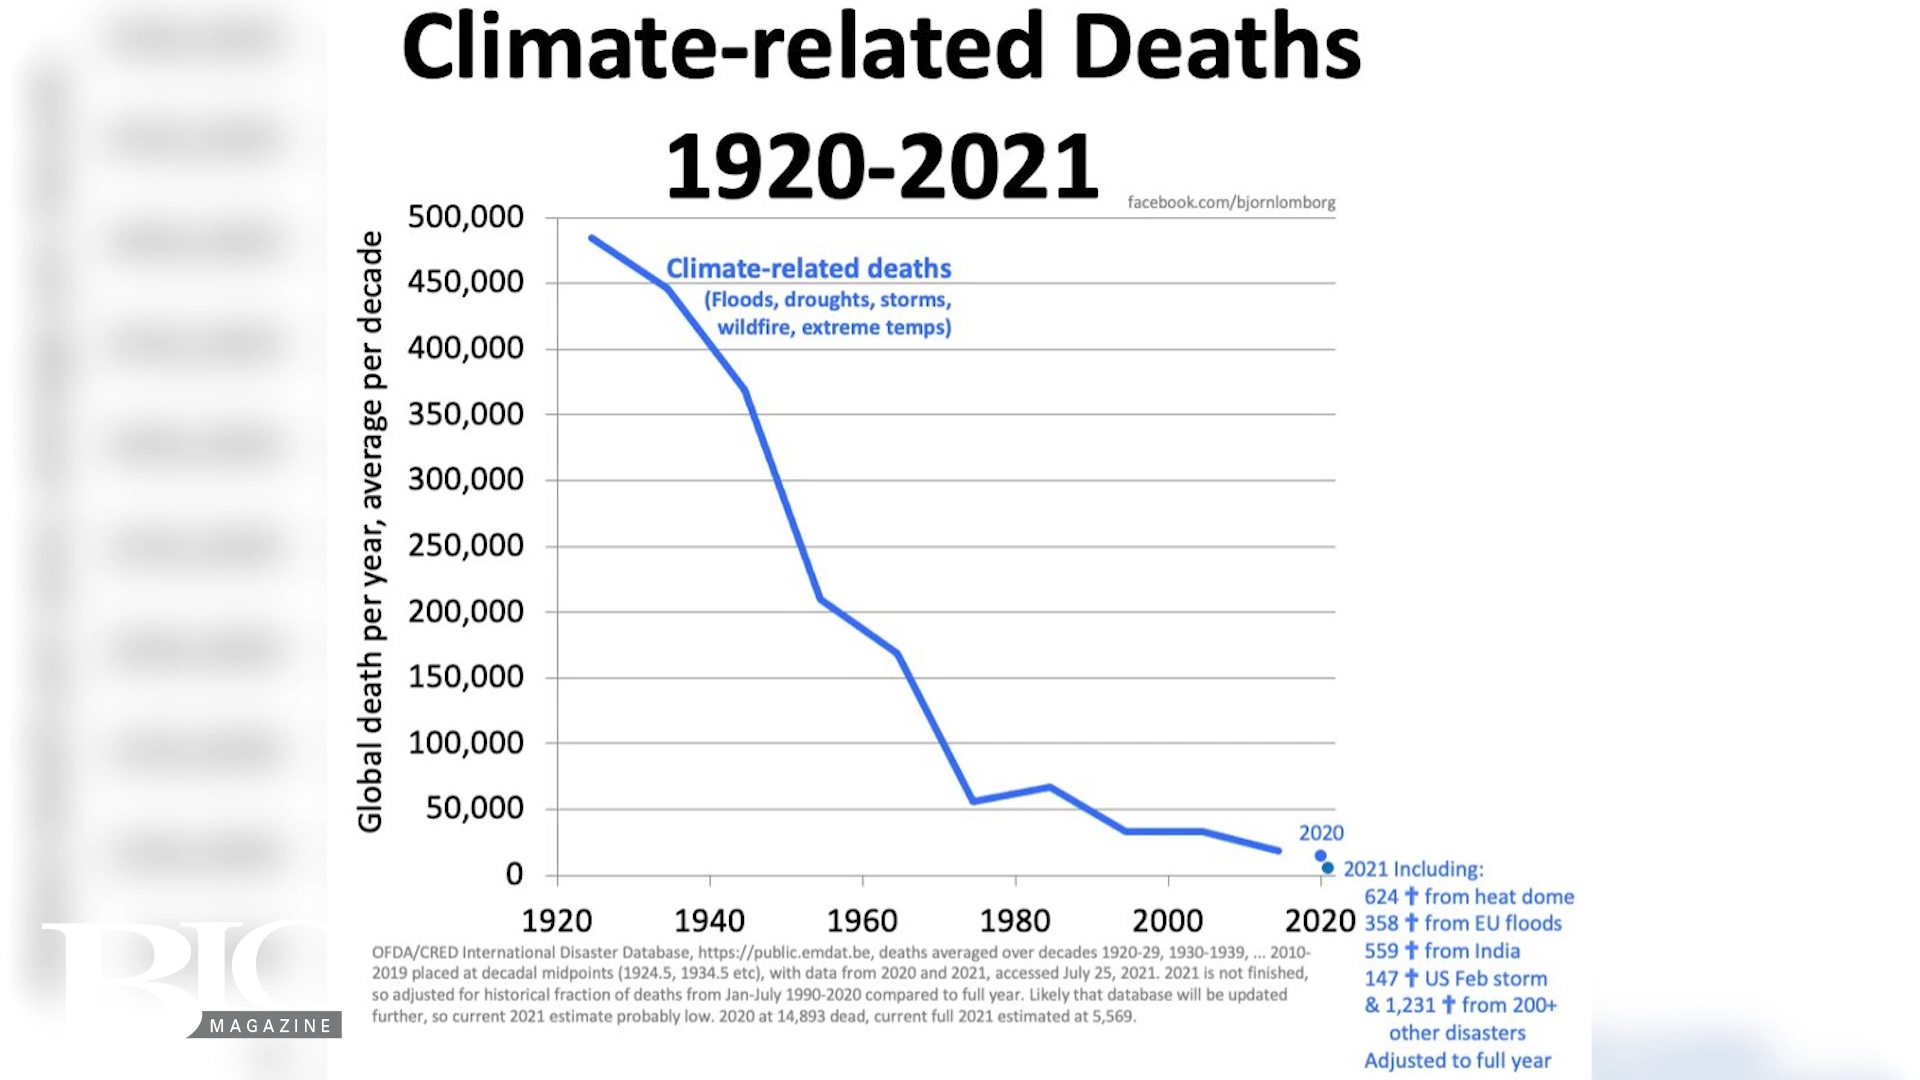 Climate-related Deaths
1920-2021
facebook.com/bjornlomborg
Global death per year, average per decade
500,000
450,000
400,000
350,000
300,000
250,000
200,000
150,000
100,000
50,000
0
Climate-related deaths
(Floods, droughts, storms,
wildfire, extreme temps)
1920
1940
1960
1980
2000
2020
2020
2021 Including:
624 ✝ from heat dome
358 ✝ from EU floods
559 ✝ from India
147 ✝ US Feb storm
& 1,231 ✝ from 200+
other disasters
Adjusted to full year
OFDA/CRED International Disaster Database, https://public.emdat.be, deaths averaged over decades 1920-29, 1930-1939, ... 2010-
2019 placed at decadal midpoints (1924.5, 1934.5 etc), with data from 2020 and 2021, accessed July 25, 2021. 2021 is not finished,
so adjusted for historical fraction of deaths from Jan-July 1990-2020 compared to full year. Likely that database will be updated
further, so current 2021 estimate probably low. 2020 at 14,893 dead, current full 2021 estimated at 5,569.
BIC
MAGAZINE